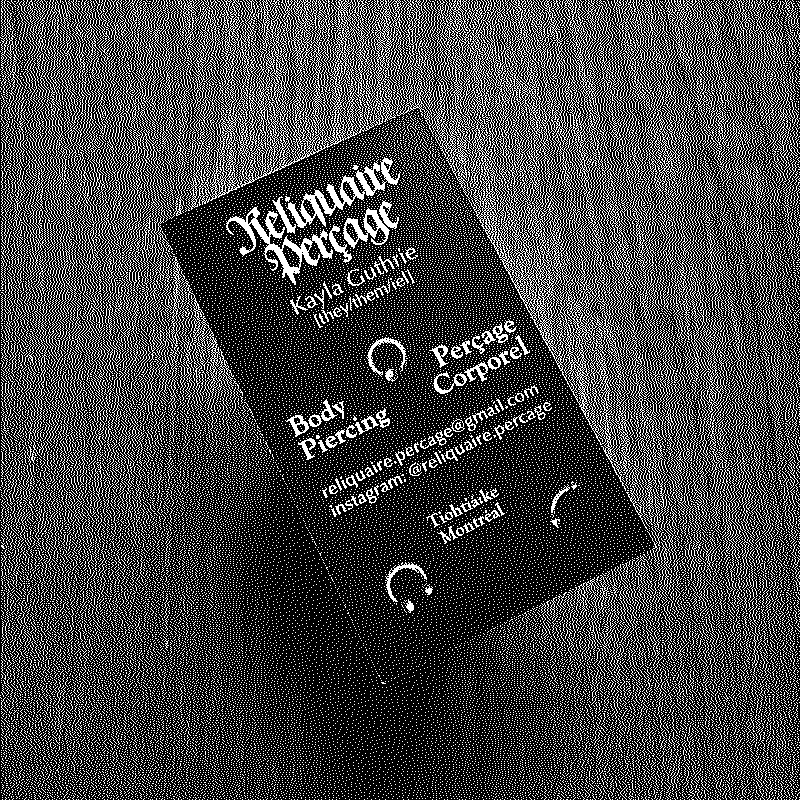 Reliquaire
Perçage
Kayla Guthrie
[they/them/iel]
Perçage
Corporel
Body
Piercing
reliquaire.percage@gmail.com
instagram: @reliquaire.percage
Tiohtià:ke
Montréal